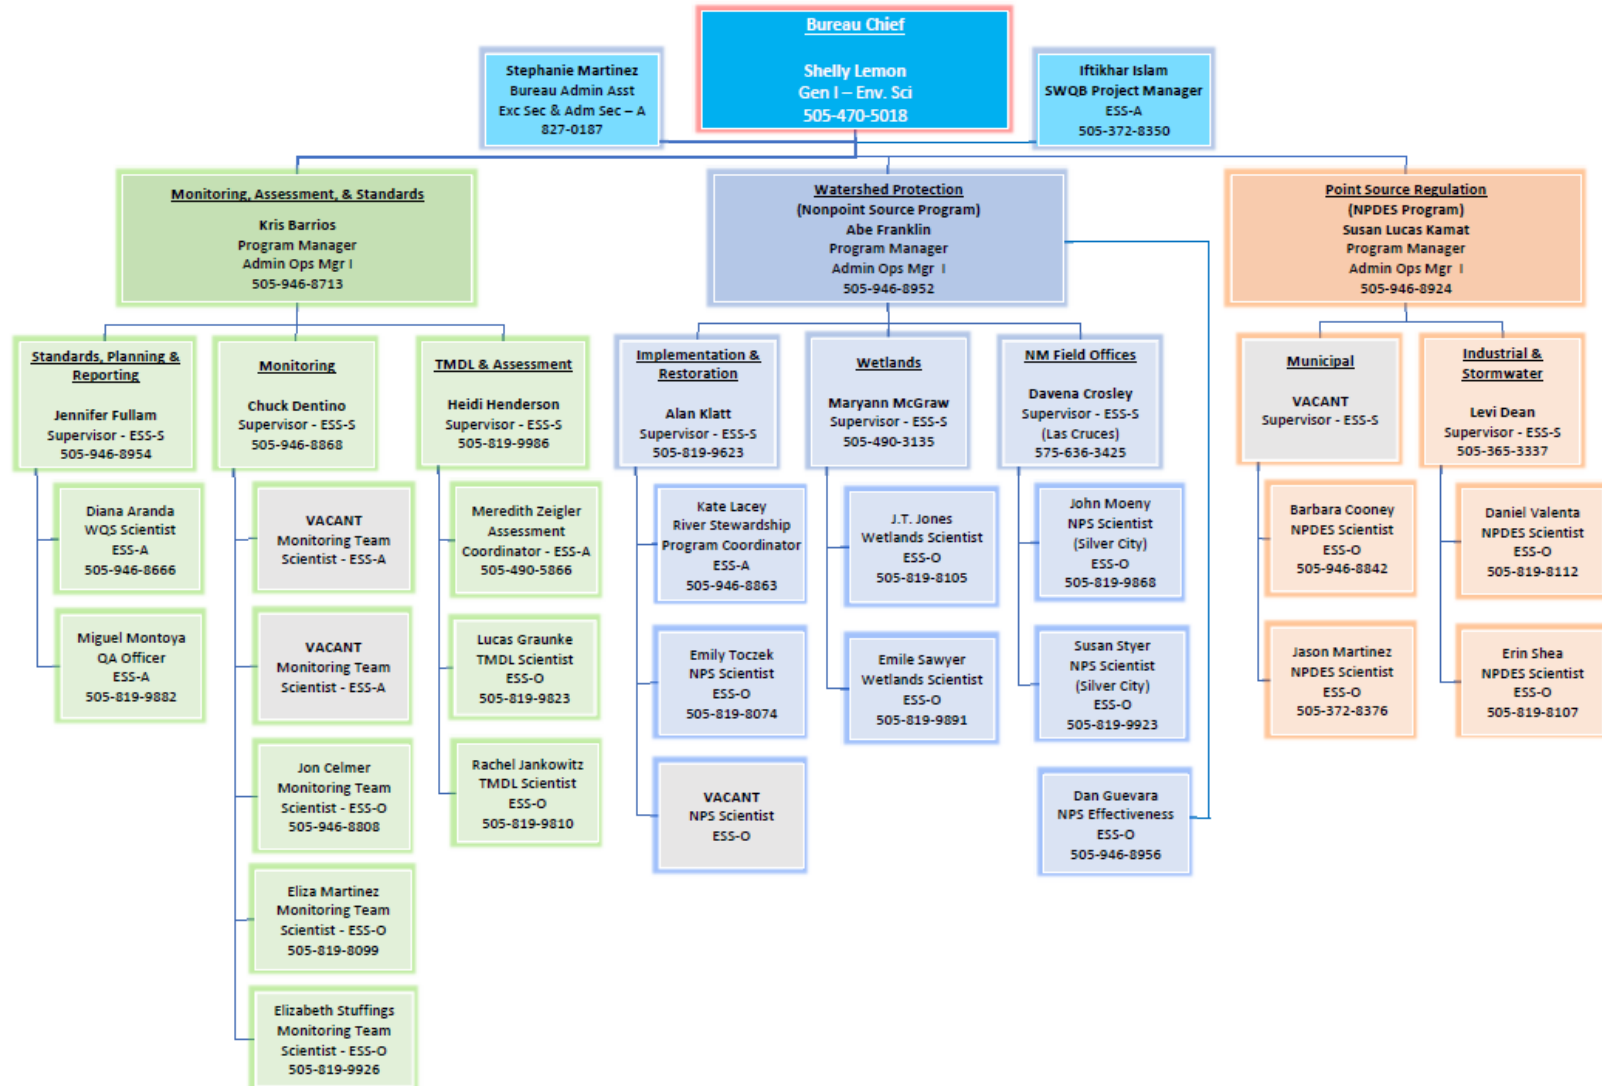 Bureau Chief
Shelly Lemon
Gen I – Env. Sci
505-470-5018
Stephanie Martinez
Bureau Admin Asst
Exc Sec & Adm Sec – A
827-0187
Iftikhar Islam
SWQB Project Manager
ESS-A
505-372-8350
Monitoring, Assessment, & Standards
Kris Barrios
Program Manager
Admin Ops Mgr I
505-946-8713
Watershed Protection
(Nonpoint Source Program)
Abe Franklin
Program Manager
Admin Ops Mgr I
505-946-8952
Point Source Regulation
(NPDES Program)
Susan Lucas Kamat
Program Manager
Admin Ops Mgr I
505-946-8924
Standards, Planning &
Reporting
Jennifer Fullam
Supervisor - ESS-S
505-946-8954
Monitoring
Chuck Dentino
Supervisor - ESS-S
505-946-8868
TMDL & Assessment
Heidi Henderson
Supervisor - ESS-S
505-819-9986
Implementation &
Restoration
Alan Klatt
Supervisor - ESS-S
505-819-9623
Wetlands
Maryann McGraw
Supervisor - ESS-S
505-490-3135
NM Field Offices
Davena Crosley
Supervisor - ESS-S
(Las Cruces)
575-636-3425
Municipal
VACANT
Supervisor - ESS-S
Industrial &
Stormwater
Levi Dean
Supervisor - ESS-S
505-365-3337
Diana Aranda
WQS Scientist
ESS-A
505-946-8666
Miguel Montoya
QA Officer
ESS-A
505-819-9882
VACANT
Monitoring Team
Scientist - ESS-A
VACANT
Monitoring Team
Scientist - ESS-A
Jon Celmer
Monitoring Team
Scientist - ESS-O
505-946-8808
Eliza Martinez
Monitoring Team
Scientist - ESS-O
505-819-8099
Elizabeth Stuffings
Monitoring Team
Scientist - ESS-O
505-819-9926
Meredith Zeigler
Assessment
Coordinator - ESS-A
505-490-5866
Lucas Graunke
TMDL Scientist
ESS-O
505-819-9823
Rachel Jankowitz
TMDL Scientist
ESS-O
505-819-9810
Kate Lacey
River Stewardship
Program Coordinator
ESS-A
505-946-8863
Emily Toczek
NPS Scientist
ESS-O
505-819-8074
VACANT
NPS Scientist
ESS-O
J.T. Jones
Wetlands Scientist
ESS-O
505-819-8105
Emile Sawyer
Wetlands Scientist
ESS-O
505-819-9891
John Moeny
NPS Scientist
(Silver City)
ESS-O
505-819-9868
Susan Styer
NPS Scientist
(Silver City)
ESS-O
505-819-9923
Dan Guevara
NPS Effectiveness
ESS-O
505-946-8956
Barbara Cooney
NPDES Scientist
ESS-O
505-946-8842
Jason Martinez
NPDES Scientist
ESS-O
505-372-8376
Daniel Valenta
NPDES Scientist
ESS-O
505-819-8112
Erin Shea
NPDES Scientist
ESS-O
505-819-8107